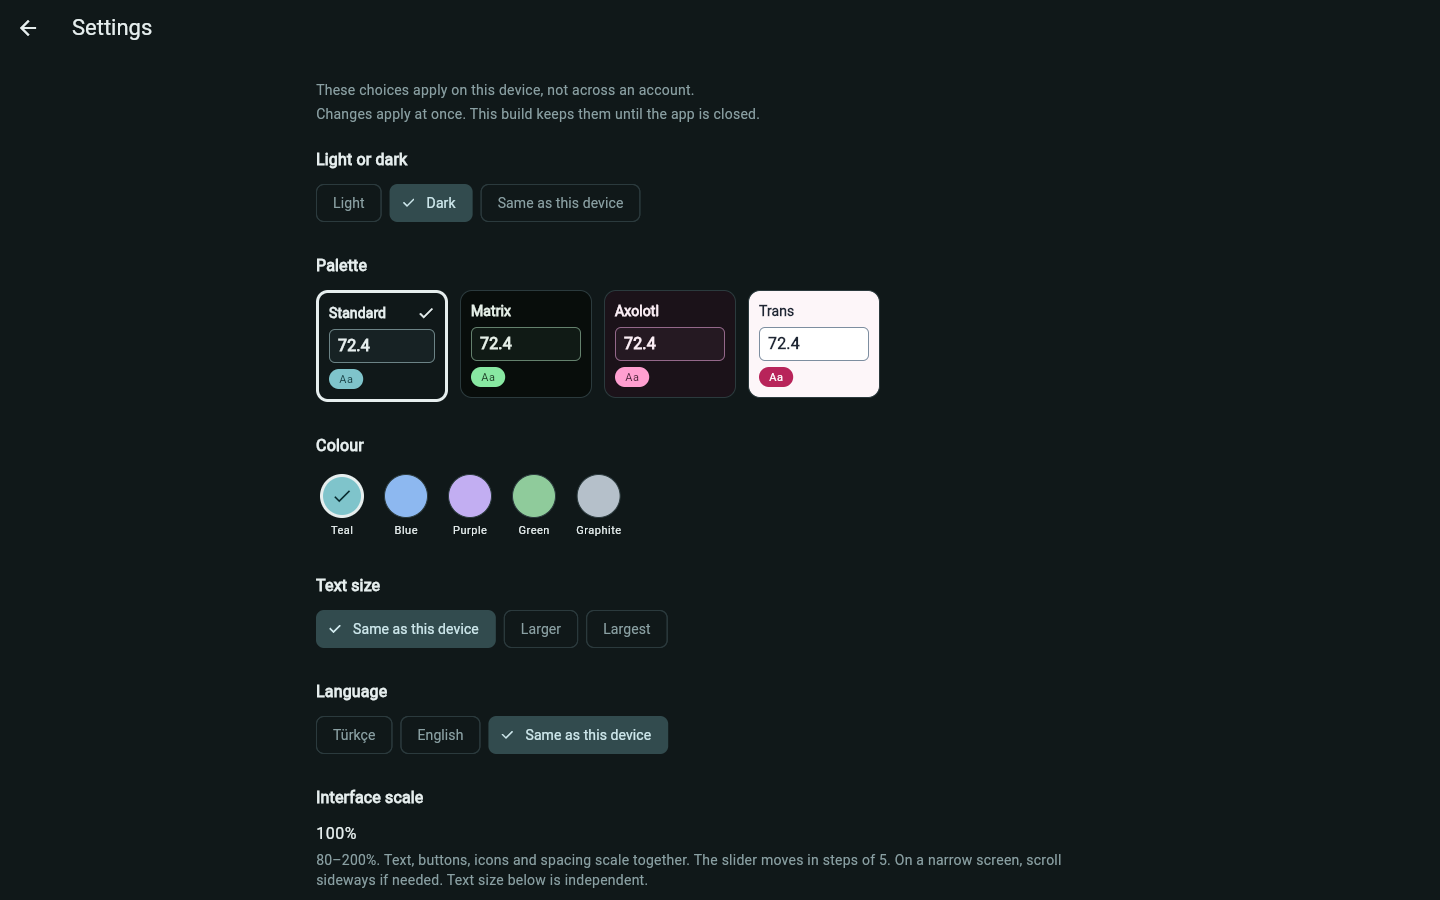 Settings
These choices apply on this device, not across an account.
Changes apply at once. This build keeps them until the app is closed.
Light or dark
Light
Dark
Same as this device
Palette
Standard
72.4
Aa
Matrix
72.4
Aa
Axolotl
72.4
Aa
Trans
72.4
Aa
Colour
Teal
Blue
Purple
Green
Graphite
Text size
Same as this device
Larger
Largest
Language
Türkçe
English
Same as this device
Interface scale
100%
80–200%. Text, buttons, icons and spacing scale together. The slider moves in steps of 5. On a narrow screen, scroll
sideways if needed. Text size below is independent.